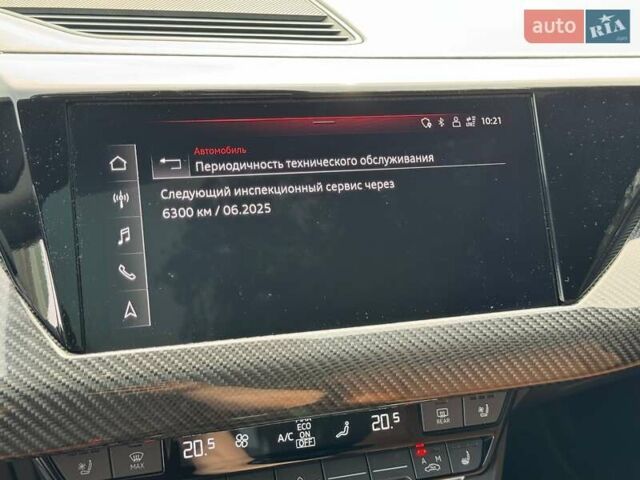 auto RIA .com
10:21
Автомобиль
Периодичность технического обслуживания
Следующий инспекционный сервис через
6300 км / 06.2025
20.5
A/C
ECO
ON
OFF
20.5
REAR
MAX
A M